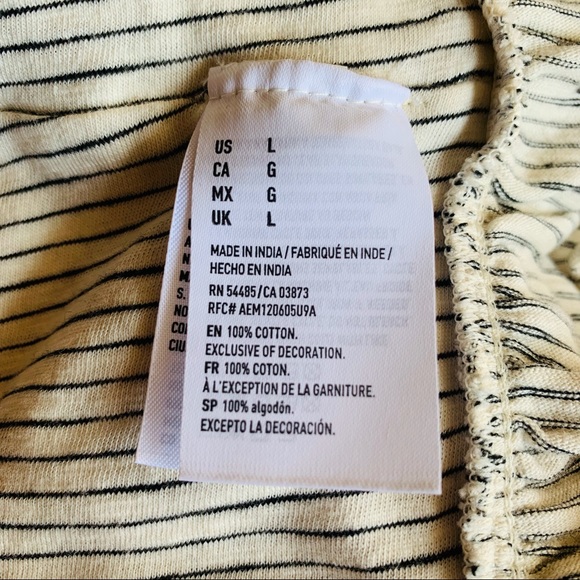 US L
CA G
MX G
UK L
MADE IN INDIA / FABRIQUÉ EN INDE /
HECHO EN INDIA
RN 54485/CA 03873
RFC# AEM120605U9A
EN 100% COTTON.
EXCLUSIVE OF DECORATION.
FR 100% COTON.
À L'EXCEPTION DE LA GARNITURE.
SP 100% algodón.
EXCEPTO LA DECORACIÓN.